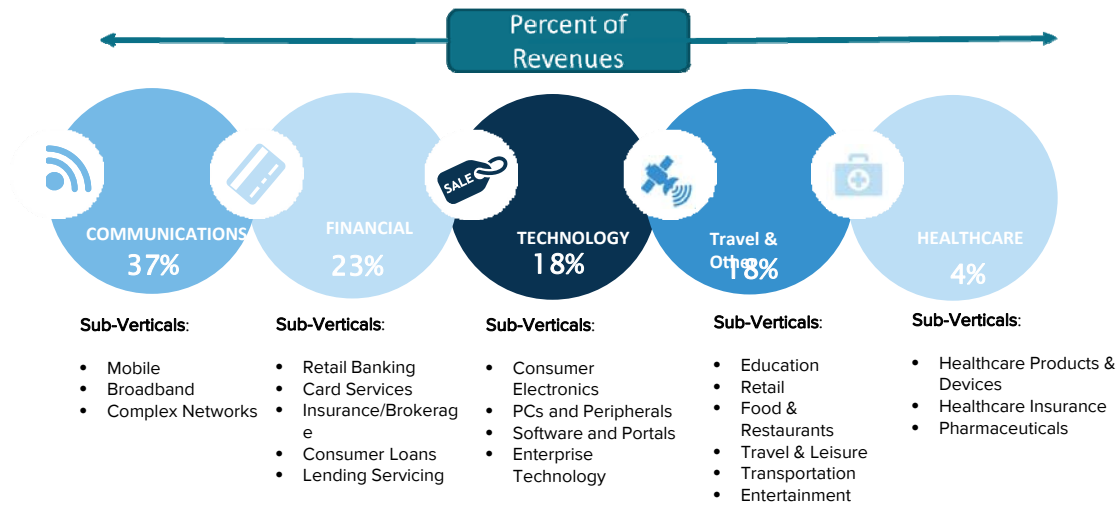 Percent of
Revenues
SALE
COMMUNICATIONS
37%
FINANCIAL
23%
TECHNOLOGY
18%
Travel &
Other
18%
HEALTHCARE
4%
Sub-Verticals:
• Mobile
• Broadband
• Complex Networks
Sub-Verticals:
• Retail Banking
• Card Services
• Insurance/Brokerag
e
• Consumer Loans
• Lending Servicing
Sub-Verticals:
• Consumer
Electronics
• PCs and Peripherals
• Software and Portals
• Enterprise
Technology
Sub-Verticals:
• Education
• Retail
• Food &
Restaurants
• Travel & Leisure
• Transportation
• Entertainment
Sub-Verticals:
• Healthcare Products &
Devices
• Healthcare Insurance
• Pharmaceuticals